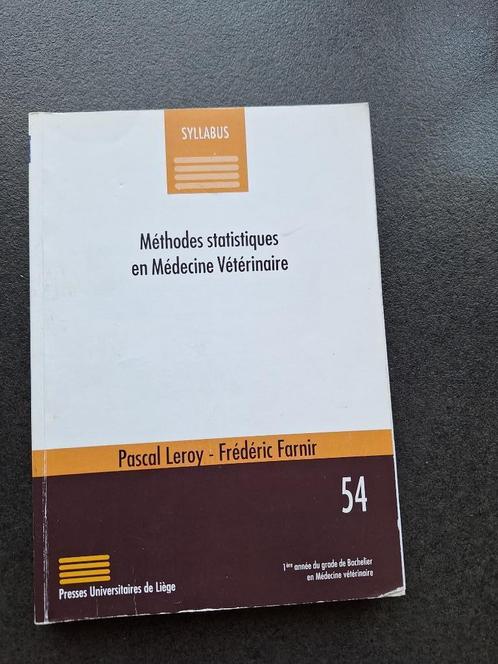 SYLLABUS
Méthodes statistiques
en Médecine Vétérinaire
Pascal Leroy - Frédéric Farnir
54
1ère année du grade de Bachelier
en Médecine vétérinaire
Presses Universitaires de Liège